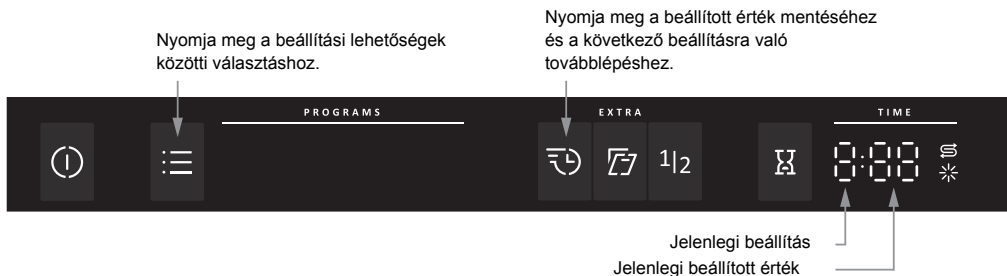 Nyomja meg a beállított érték mentéséhez
és a következő beállításra való
továbblépéshez.
Nyomja meg a beállítási lehetőségek
közötti választáshoz.
PROGRAMS
EXTRA
TIME
1|2
8:88
Jelenlegi beállítás
Jelenlegi beállított érték